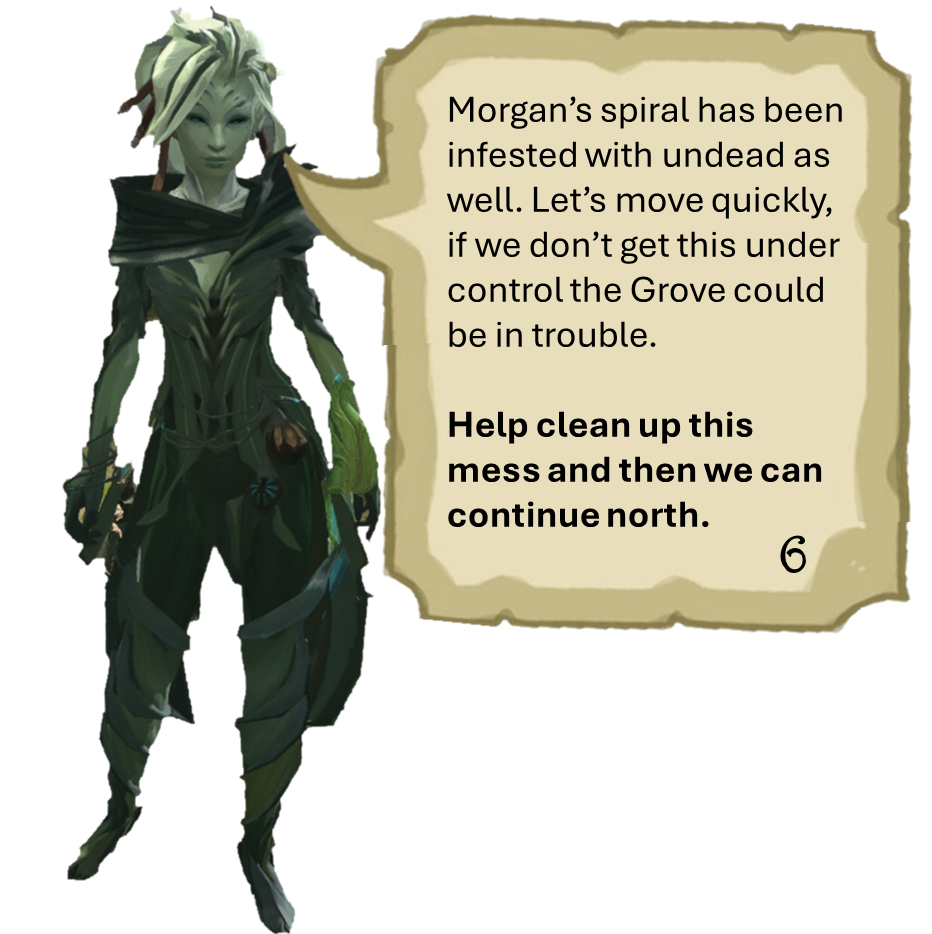 Morgan’s spiral has been
infested with undead as
well. Let’s move quickly,
if we don’t get this under
control the Grove could
be in trouble.
Help clean up this
mess and then we can
continue north.
6